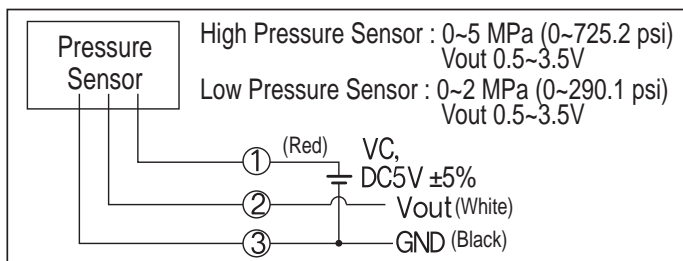 Pressure
Sensor
High Pressure Sensor : 0~5 MPa (0~725.2 psi)
Vout 0.5~3.5V
Low Pressure Sensor : 0~2 MPa (0~290.1 psi)
Vout 0.5~3.5V
① (Red) VC,
DC5V ±5%
② Vout (White)
③ GND (Black)